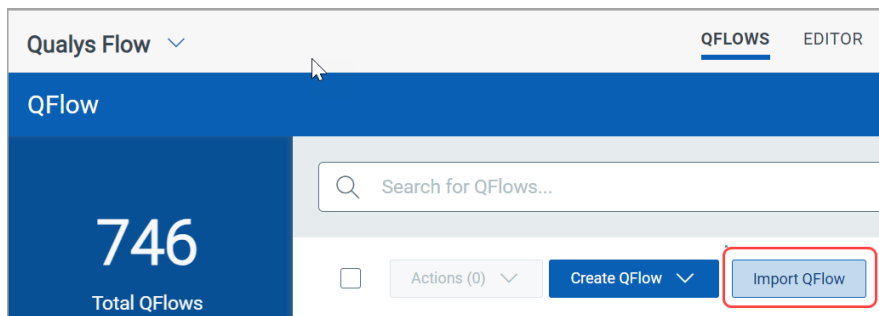 Qualys Flow
QFLOWS
EDITOR
QFlow
746
Total QFlows
Search for QFlows...
Actions (0)
Create QFlow
Import QFlow